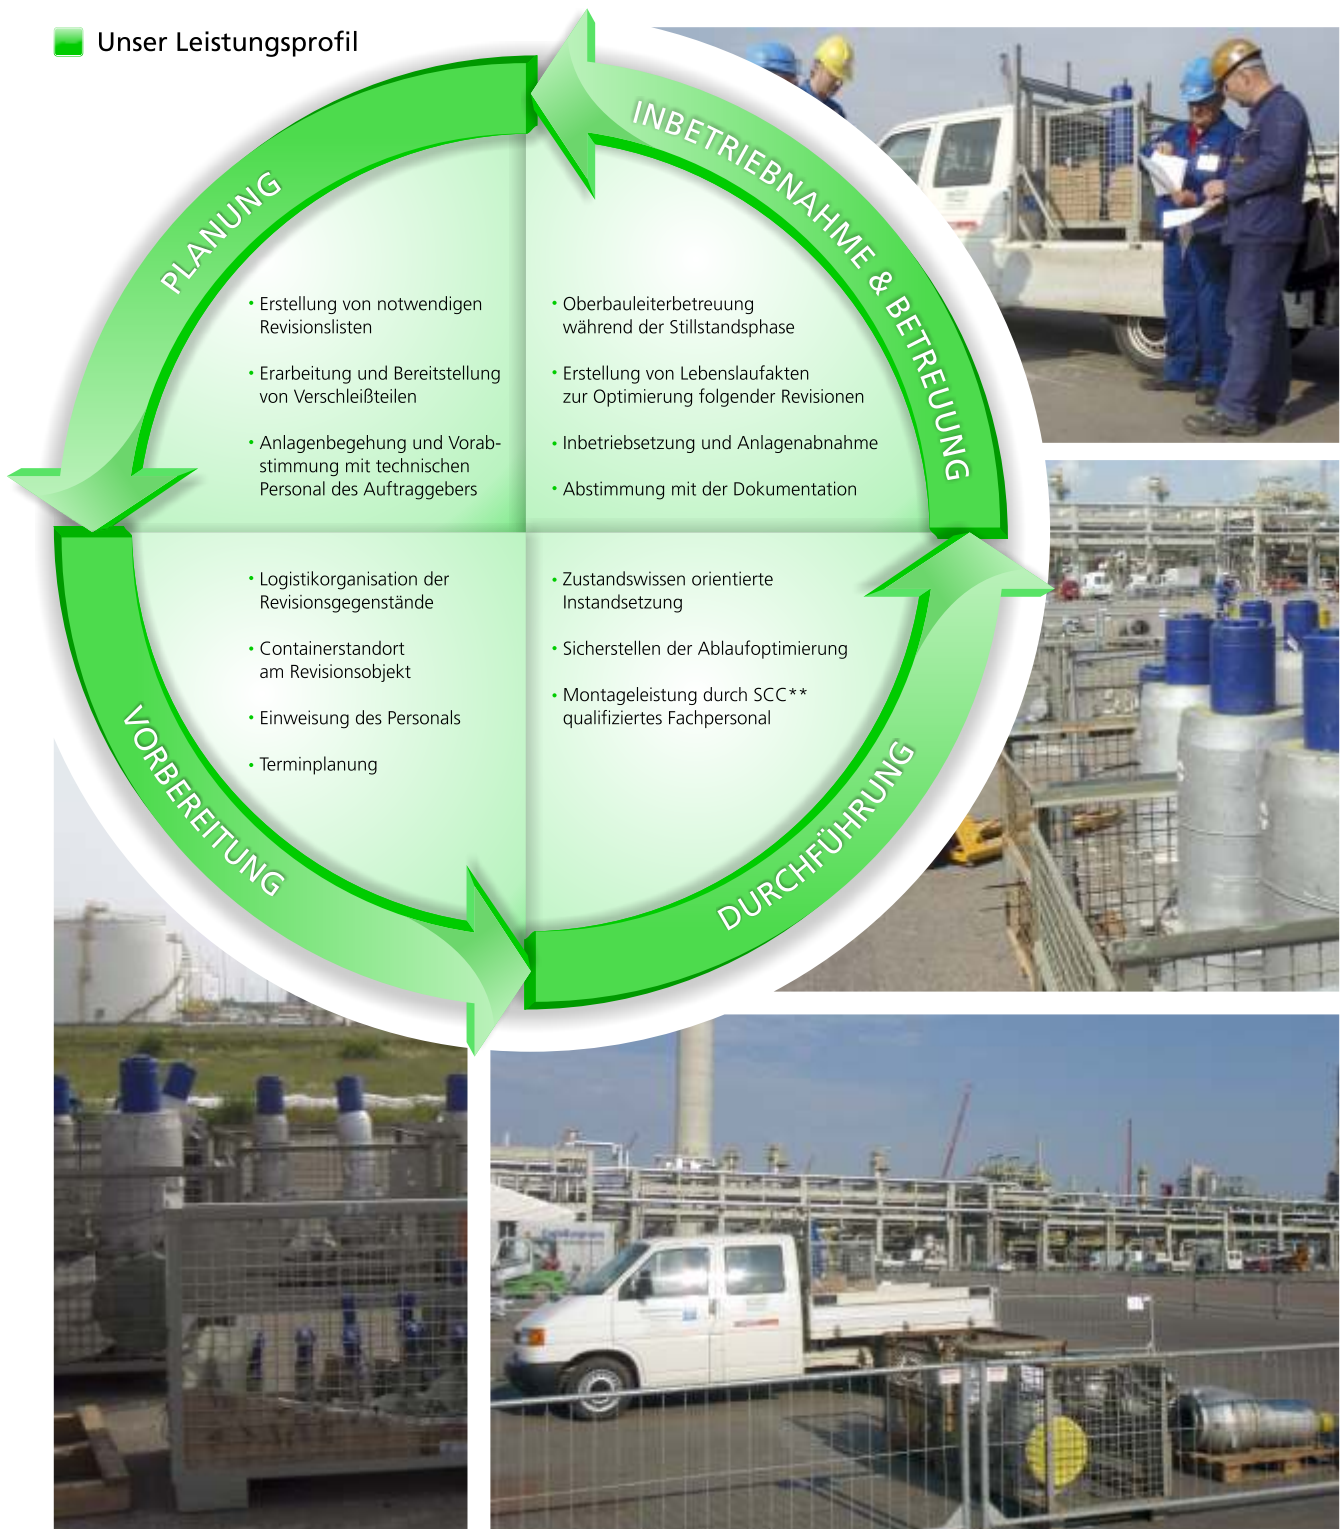 Unser Leistungsprofil
PLANUNG
• Erstellung von notwendigen
Revisionslisten
• Erarbeitung und Bereitstellung
von Verschleißteilen
• Anlagenbegehung und Vorab-
stimmung mit technischen
Personal des Auftraggebers
INBETRIEBNAHME & BETREUUNG
• Oberbauleiterbetreuung
während der Stillstandsphase
• Erstellung von Lebenslaufakten
zur Optimierung folgender Revisionen
• Inbetriebsetzung und Anlagenabnahme
• Abstimmung mit der Dokumentation
VORBEREITUNG
• Logistikorganisation der
Revisionsgegenstände
• Containerstandort
am Revisionsobjekt
• Einweisung des Personals
• Terminplanung
DURCHFÜHRUNG
• Zustandswissen orientierte
Instandsetzung
• Sicherstellen der Ablaufoptimierung
• Montageleistung durch SCC**
qualifiziertes Fachpersonal